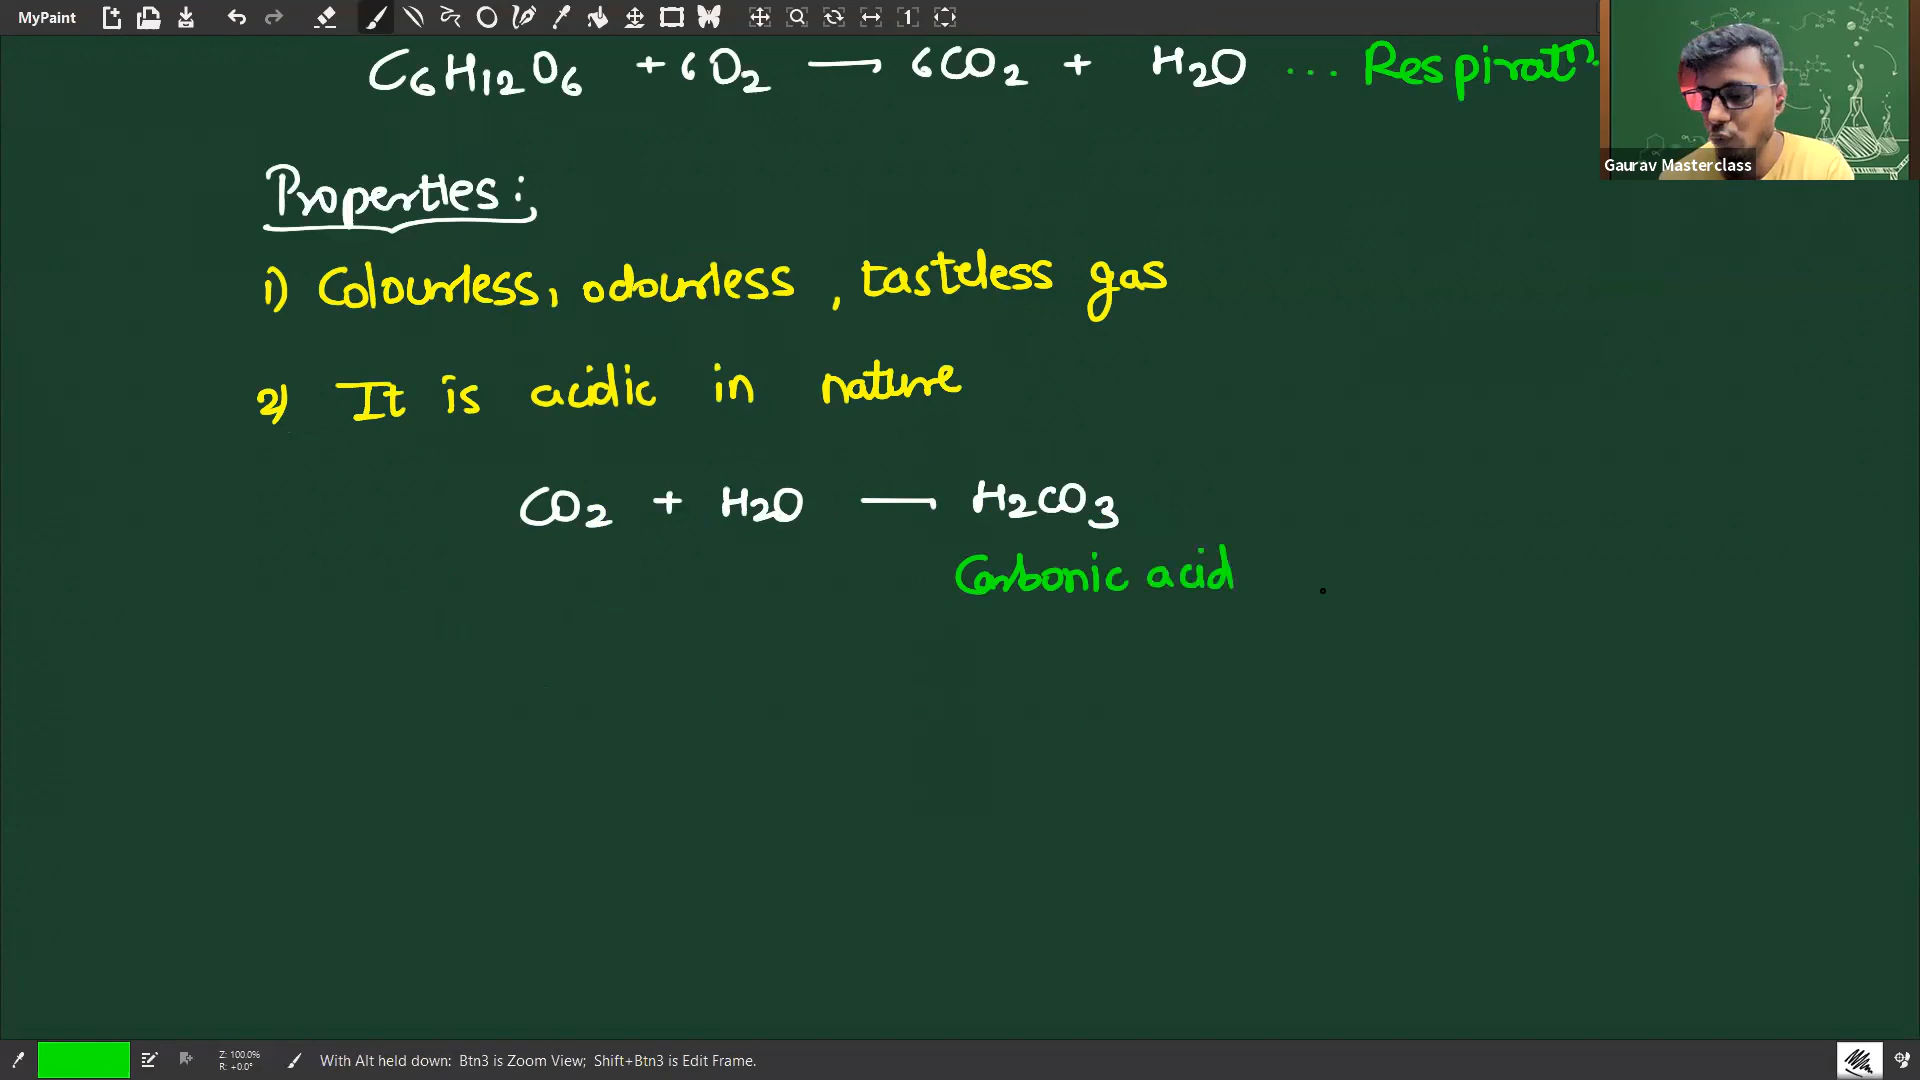 MyPaint
C6H12O6 + 6O2 → 6CO2 + H2O ... Respiratn.
Gaurav Masterclass
Properties:
1) Colourless, odourless, tasteless gas
2) It is acidic in nature
CO2 + H2O → H2CO3
Carbonic acid
Z: 100.0%
R: +0.0°
With Alt held down: Btn3 is Zoom View; Shift+Btn3 is Edit Frame.